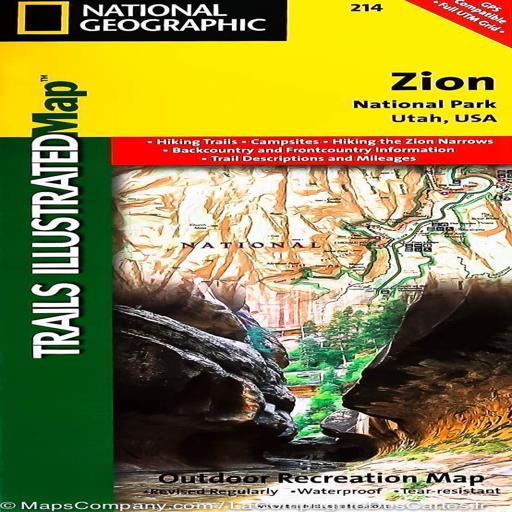 NATIONAL
GEOGRAPHIC
214
GPS
Compatible
• Full UTM Grid •
TRAILS ILLUSTRATED Map™
Zion
National Park
Utah, USA
• Hiking Trails • Campsites • Hiking the Zion Narrows
• Backcountry and Frontcountry Information
• Trail Descriptions and Mileages
NATIONAL
Outdoor Recreation Map
•Revised Regularly •Waterproof •Tear-resistant
© MapsCompany.com /